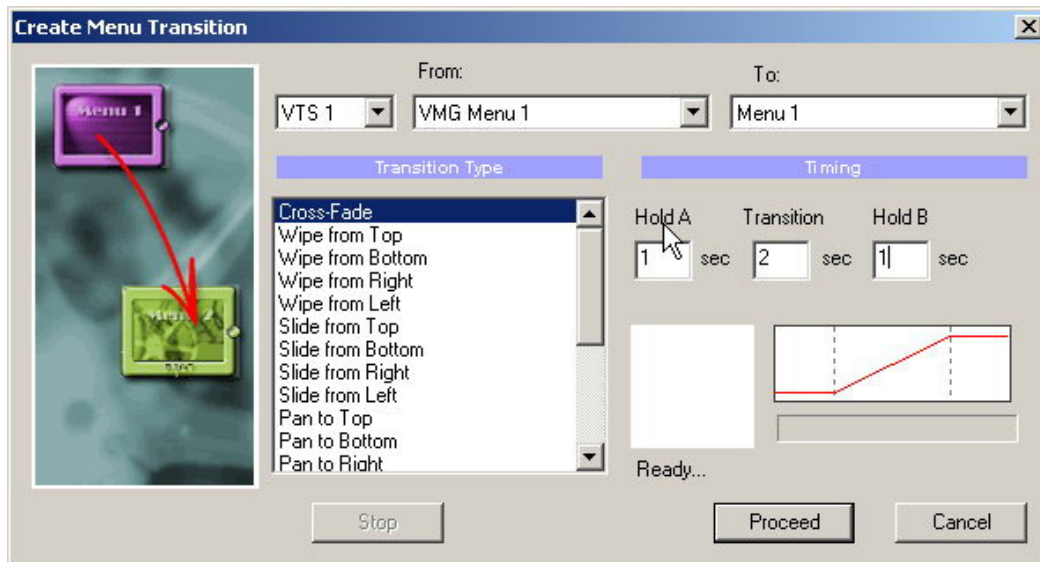 Create Menu Transition
Menu 1
From:
To:
VTS 1
VMG Menu 1
Menu 1
Transition Type
Timing
Cross-Fade
Wipe from Top
Wipe from Bottom
Wipe from Right
Wipe from Left
Slide from Top
Slide from Bottom
Slide from Right
Slide from Left
Pan to Top
Pan to Bottom
Pan to Right
Hold A
Transition
Hold B
1 sec
2 sec
1 sec
Menu 2
Ready...
Stop
Proceed
Cancel